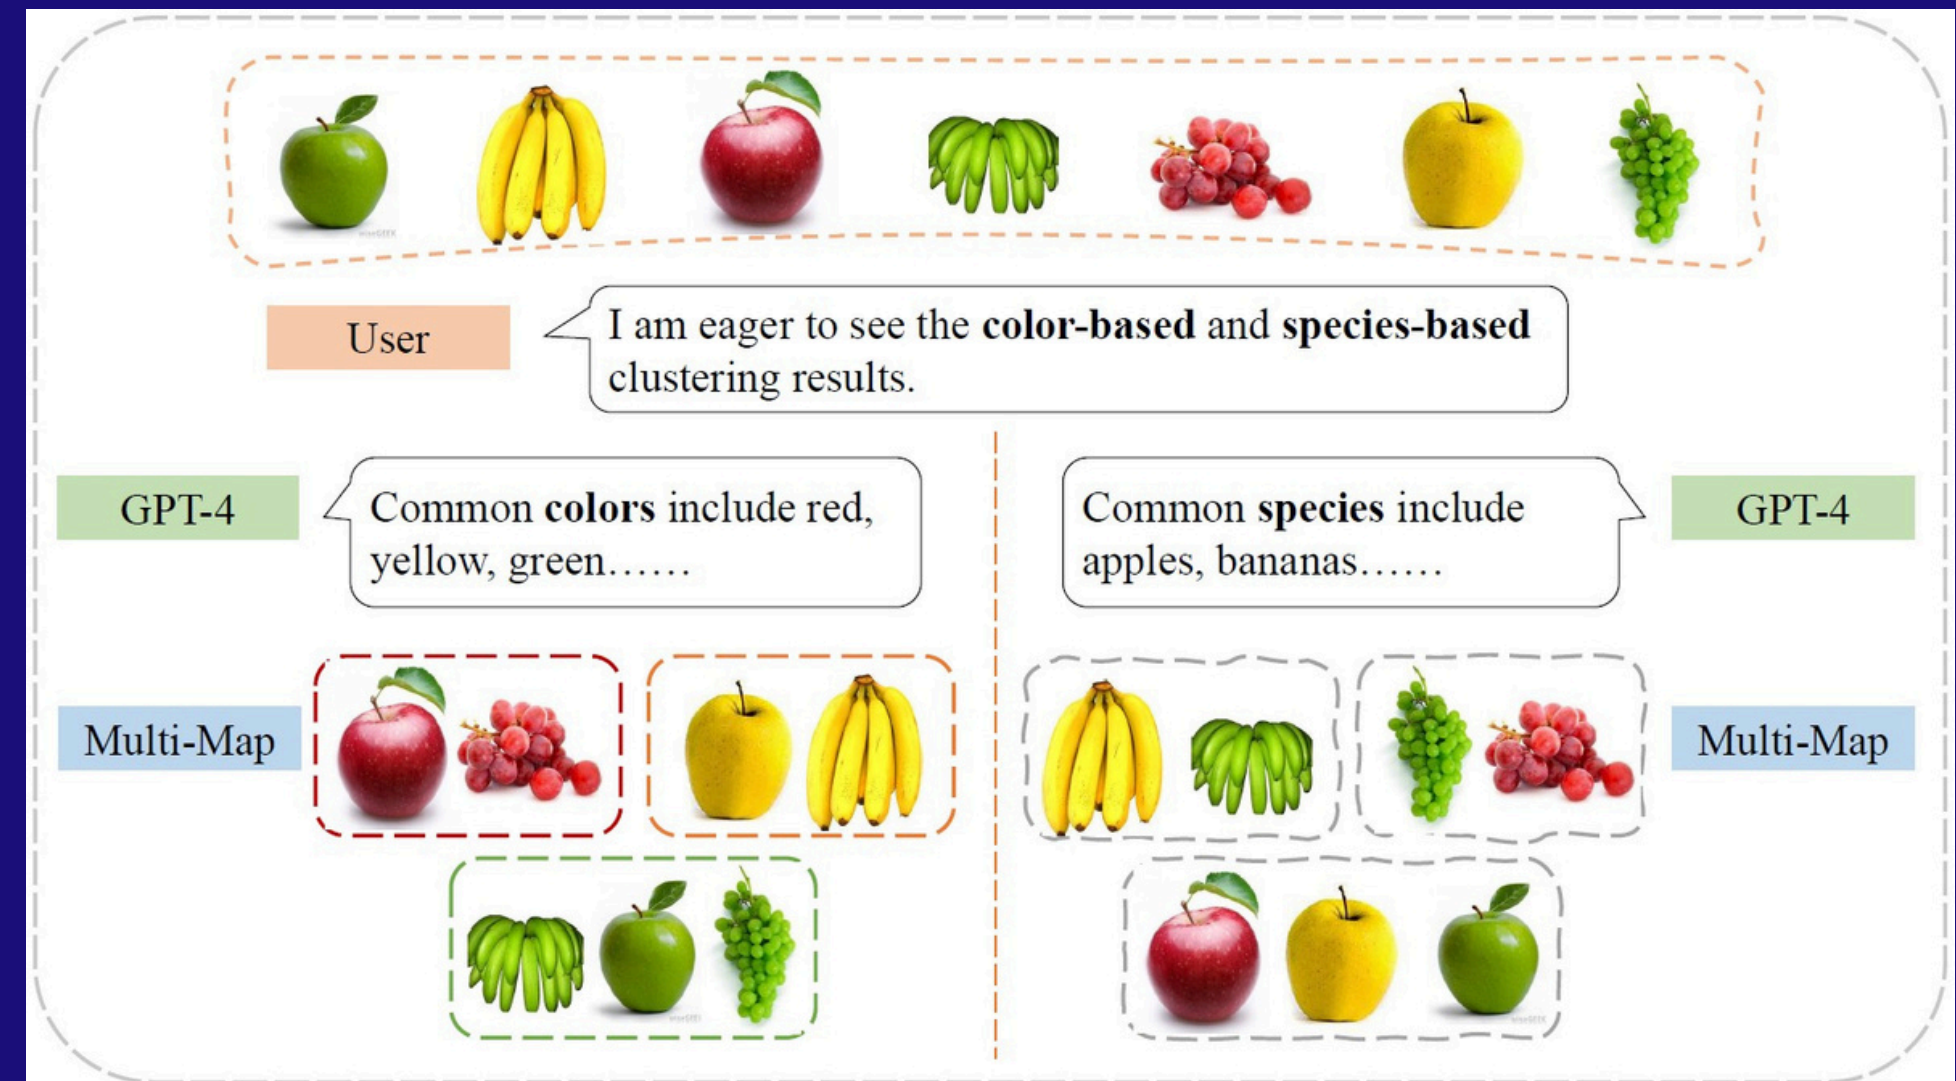 User
I am eager to see the color-based and species-based
clustering results.
GPT-4
Common colors include red,
yellow, green……
Common species include
apples, bananas……
GPT-4
Multi-Map
Multi-Map